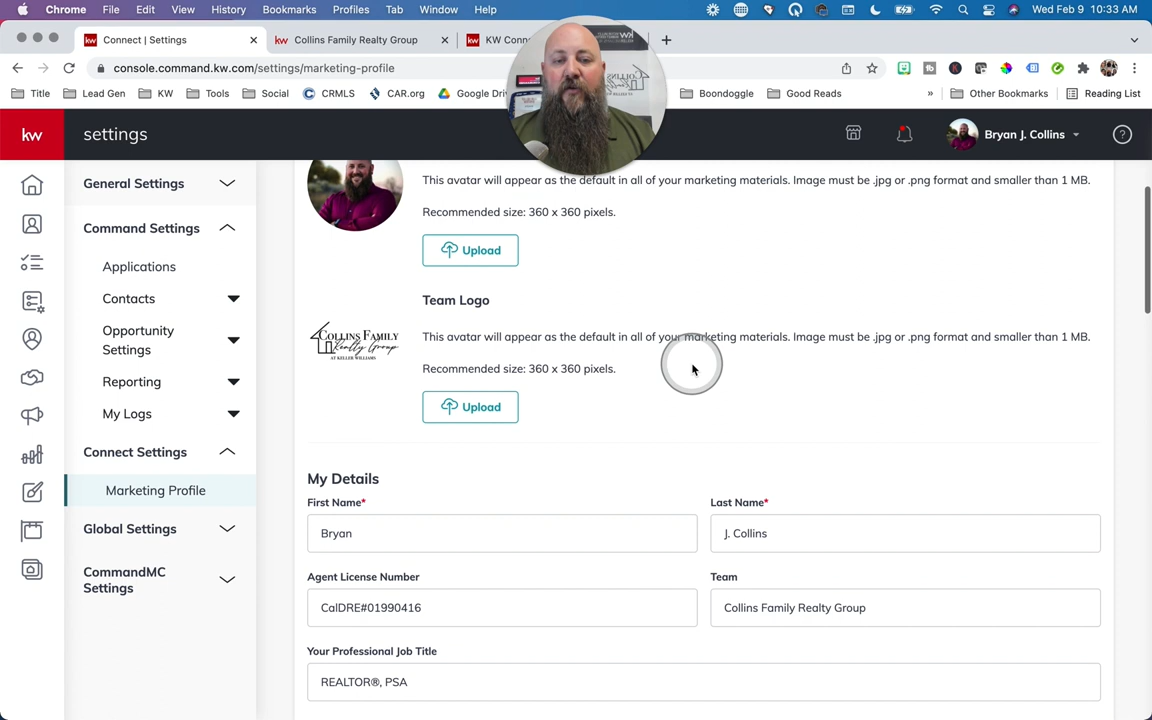 Chrome File Edit View History Bookmarks Profiles Tab Window Help Wed Feb 9 10:33 AM
Connect | Settings Collins Family Realty Group KW Conn
console.command.kw.com/settings/marketing-profile
Title Lead Gen KW Tools Social CRMLS CAR.org Google Driv Boondoggle Good Reads » Other Bookmarks Reading List
kw settings Bryan J. Collins
General Settings
Command Settings
Applications
Contacts
Opportunity
Settings
Reporting
My Logs
Connect Settings
Marketing Profile
Global Settings
CommandMC
Settings
This avatar will appear as the default in all of your marketing materials. Image must be .jpg or .png format and smaller than 1 MB.
Recommended size: 360 x 360 pixels.
Upload
Team Logo
COLLINS FAMILY
Realty Group
AT KELLER WILLIAMS
This avatar will appear as the default in all of your marketing materials. Image must be .jpg or .png format and smaller than 1 MB.
Recommended size: 360 x 360 pixels.
Upload
My Details
First Name* Last Name*
Bryan J. Collins
Agent License Number Team
CalDRE#01990416 Collins Family Realty Group
Your Professional Job Title
REALTOR®, PSA